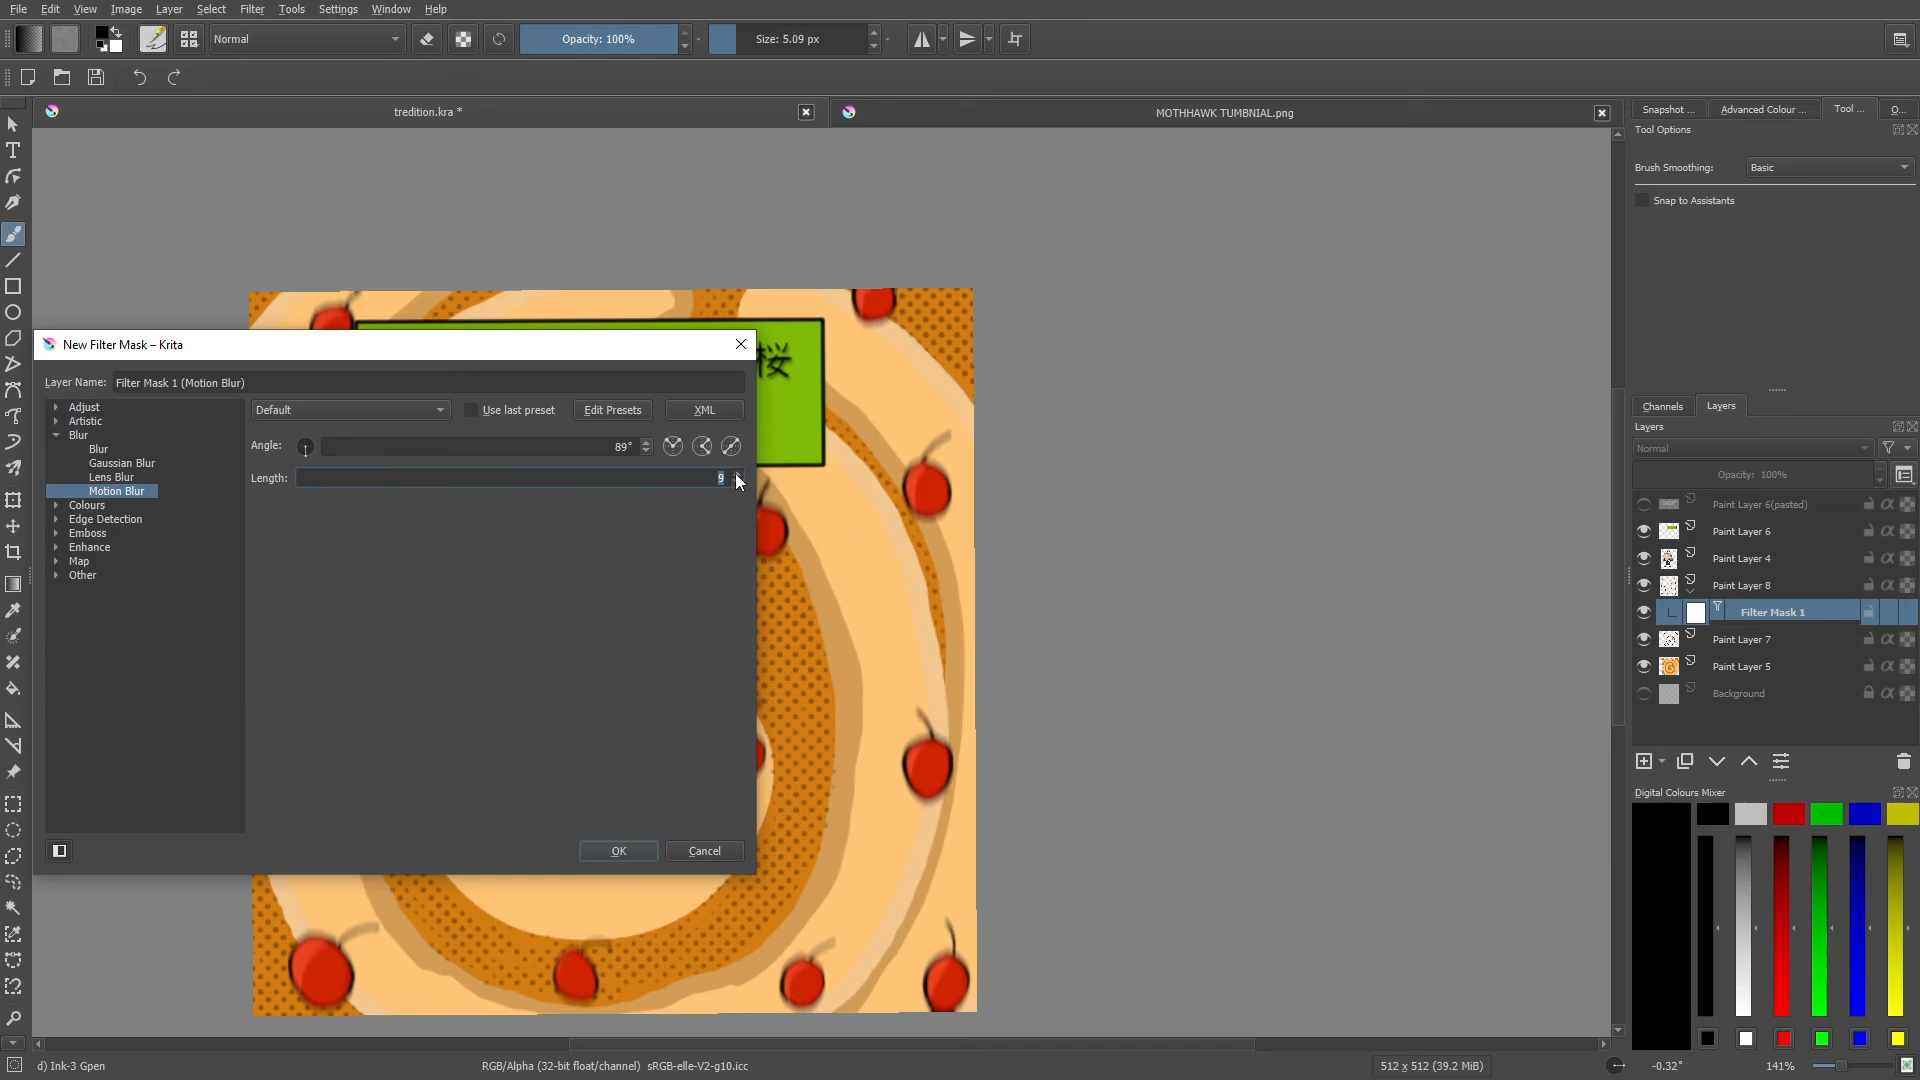 File Edit View Image Layer Select Filter Tools Settings Window Help
Normal
Opacity: 100%
Size: 5.09 px
tredition.kra *
MOTHHAWK TUMBNIAL.png
Snapshot ...
Advanced Colour ...
Tool ...
O...
Tool Options
Brush Smoothing:
Basic
Snap to Assistants
桜
New Filter Mask – Krita
Layer Name:
Filter Mask 1 (Motion Blur)
Adjust
Artistic
Blur
Blur
Gaussian Blur
Lens Blur
Motion Blur
Colours
Edge Detection
Emboss
Enhance
Map
Other
Default
Use last preset
Edit Presets
XML
Angle:
89°
Length:
9
OK
Cancel
Channels
Layers
Layers
Normal
Opacity: 100%
Paint Layer 6(pasted)
Paint Layer 6
Paint Layer 4
Paint Layer 8
Filter Mask 1
Paint Layer 7
Paint Layer 5
Background
Digital Colours Mixer
d) Ink-3 Gpen
RGB/Alpha (32-bit float/channel) sRGB-elle-V2-g10.icc
512 x 512 (39.2 MiB)
-0.32°
141%